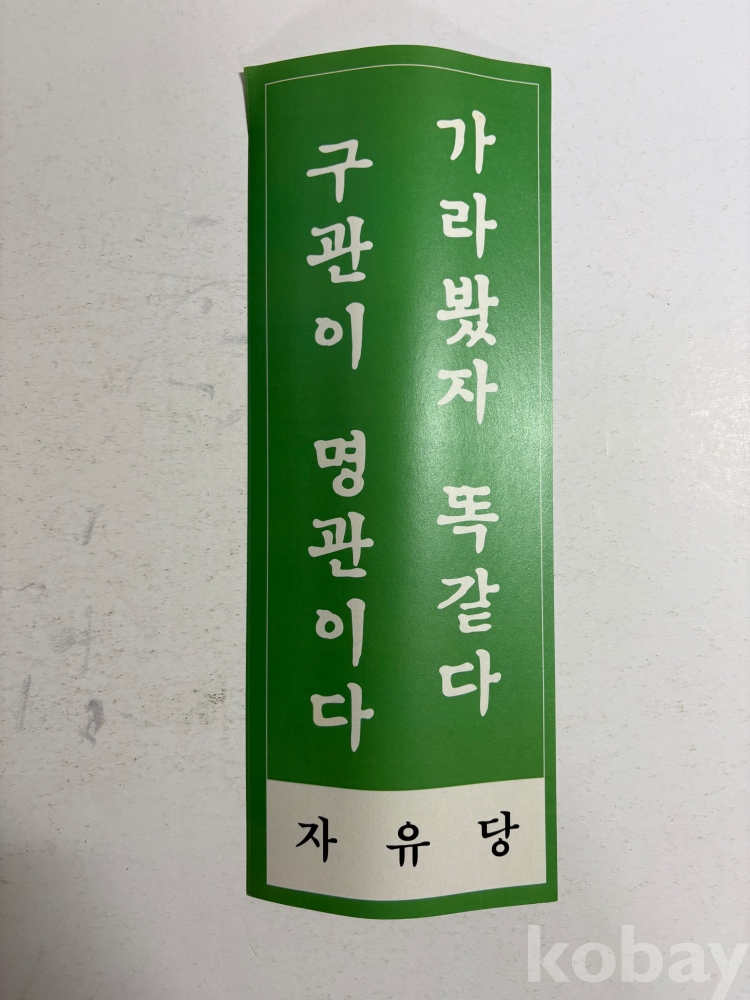 가라봤자 똑같다
구관이 명관이다
자유당
kobay